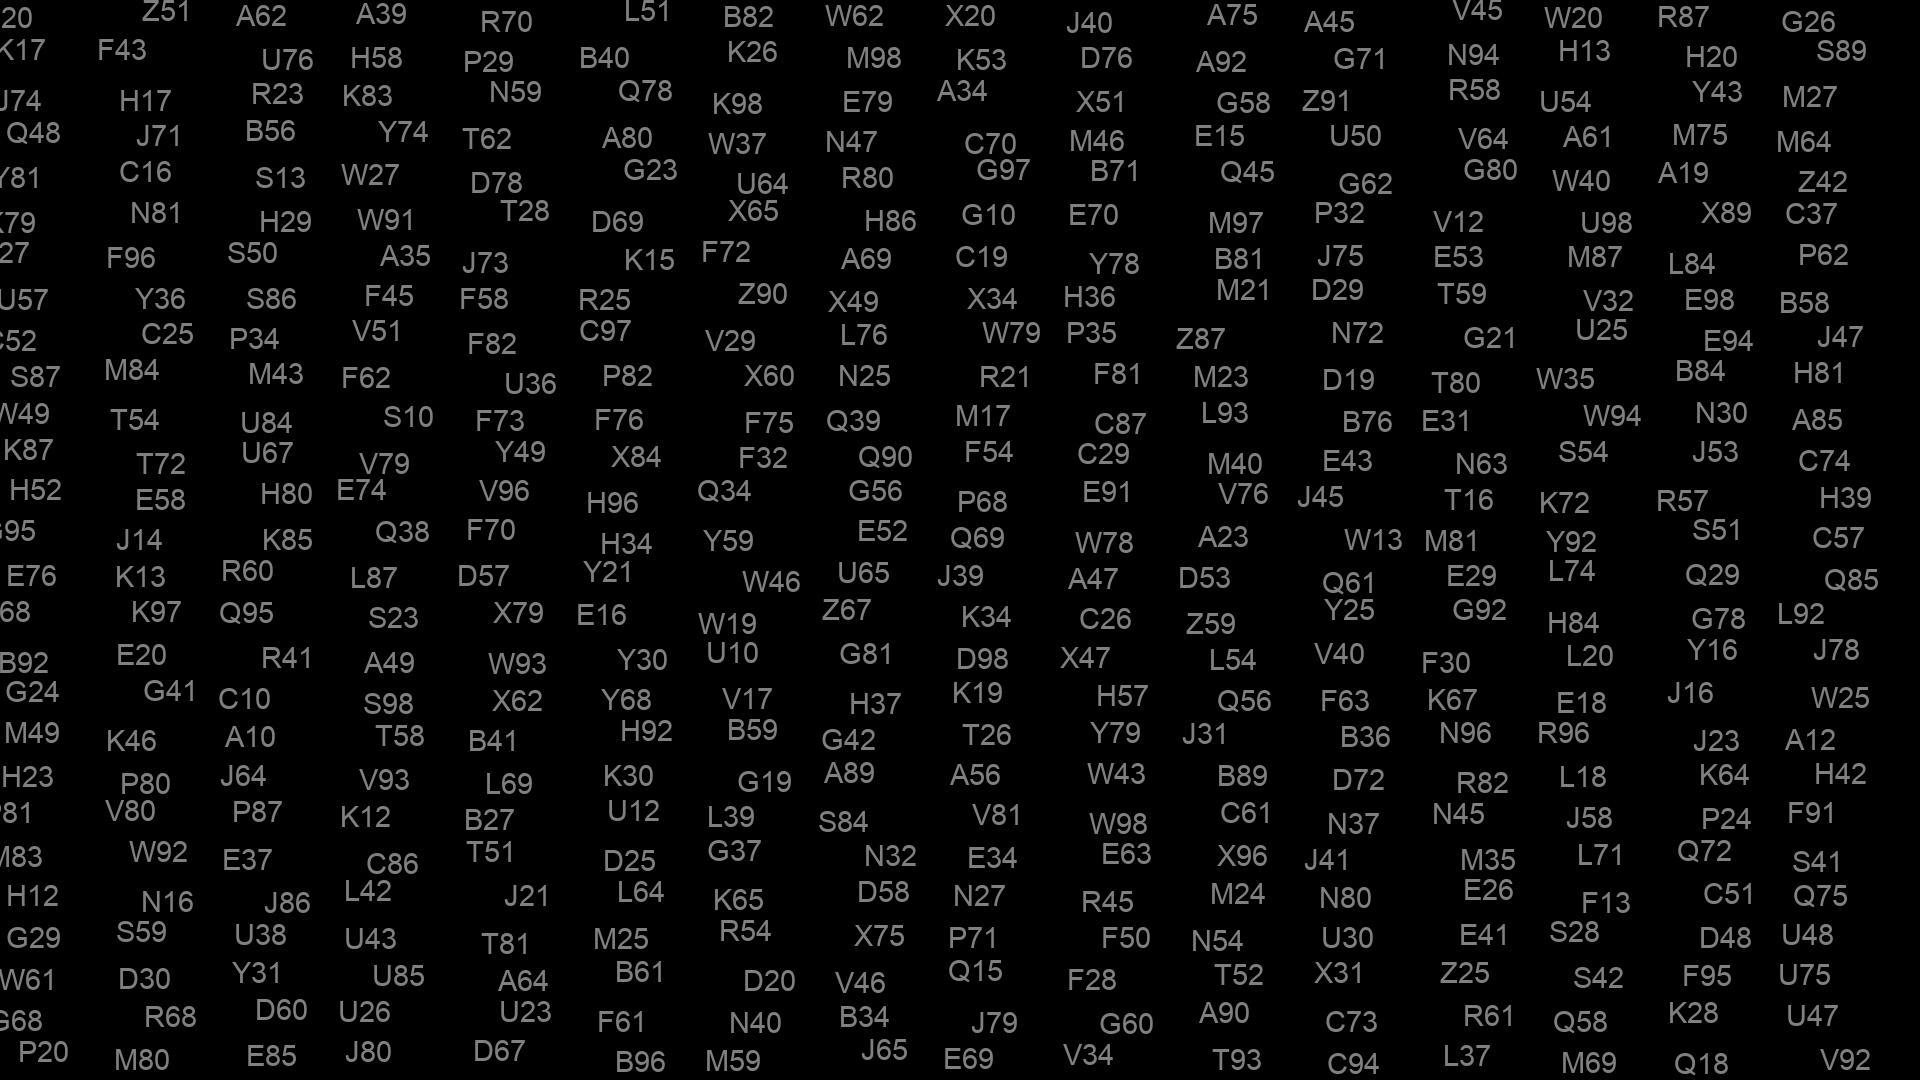 20 Z51 A62 A39 R70 L51 B82 W62 X20 J40 A75 A45 V45 W20 R87 G26
K17 F43 U76 H58 P29 B40 K26 M98 K53 D76 A92 G71 N94 H13 H20 S89
J74 H17 R23 K83 N59 Q78 K98 E79 A34 X51 G58 Z91 R58 U54 Y43 M27
Q48 J71 B56 Y74 T62 A80 W37 N47 C70 M46 E15 U50 V64 A61 M75 M64
Y81 C16 S13 W27 D78 G23 U64 R80 G97 B71 Q45 G62 G80 W40 A19 Z42
79 N81 H29 W91 T28 D69 X65 H86 G10 E70 M97 P32 V12 U98 X89 C37
27 F96 S50 A35 J73 K15 F72 A69 C19 Y78 B81 J75 E53 M87 L84 P62
U57 Y36 S86 F45 F58 R25 Z90 X49 X34 H36 M21 D29 T59 V32 E98 B58
C52 C25 P34 V51 F82 C97 V29 L76 W79 P35 Z87 N72 G21 U25 E94 J47
S87 M84 M43 F62 U36 P82 X60 N25 R21 F81 M23 D19 T80 W35 B84 H81
W49 T54 U84 S10 F73 F76 F75 Q39 M17 C87 L93 B76 E31 W94 N30 A85
K87 T72 U67 V79 Y49 X84 F32 Q90 F54 C29 M40 E43 N63 S54 J53 C74
H52 E58 H80 E74 V96 H96 Q34 G56 P68 E91 V76 J45 T16 K72 R57 H39
95 J14 K85 Q38 F70 H34 Y59 E52 Q69 W78 A23 W13 M81 Y92 S51 C57
E76 K13 R60 L87 D57 Y21 W46 U65 J39 A47 D53 Q61 E29 L74 Q29 Q85
68 K97 Q95 S23 X79 E16 W19 Z67 K34 C26 Z59 Y25 G92 H84 G78 L92
B92 E20 R41 A49 W93 Y30 U10 G81 D98 X47 L54 V40 F30 L20 Y16 J78
G24 G41 C10 S98 X62 Y68 V17 H37 K19 H57 Q56 F63 K67 E18 J16 W25
M49 K46 A10 T58 B41 H92 B59 G42 T26 Y79 J31 B36 N96 R96 J23 A12
H23 P80 J64 V93 L69 K30 G19 A89 A56 W43 B89 D72 R82 L18 K64 H42
81 V80 P87 K12 B27 U12 L39 S84 V81 W98 C61 N37 N45 J58 P24 F91
M83 W92 E37 C86 T51 D25 G37 N32 E34 E63 X96 J41 M35 L71 Q72 S41
H12 N16 J86 L42 J21 L64 K65 D58 N27 R45 M24 N80 E26 F13 C51 Q75
G29 S59 U38 U43 T81 M25 R54 X75 P71 F50 N54 U30 E41 S28 D48 U48
W61 D30 Y31 U85 A64 B61 D20 V46 Q15 F28 T52 X31 Z25 S42 F95 U75
G68 R68 D60 U26 U23 F61 N40 B34 J79 G60 A90 C73 R61 Q58 K28 U47
P20 M80 E85 J80 D67 B96 M59 J65 E69 V34 T93 C94 L37 M69 Q18 V92